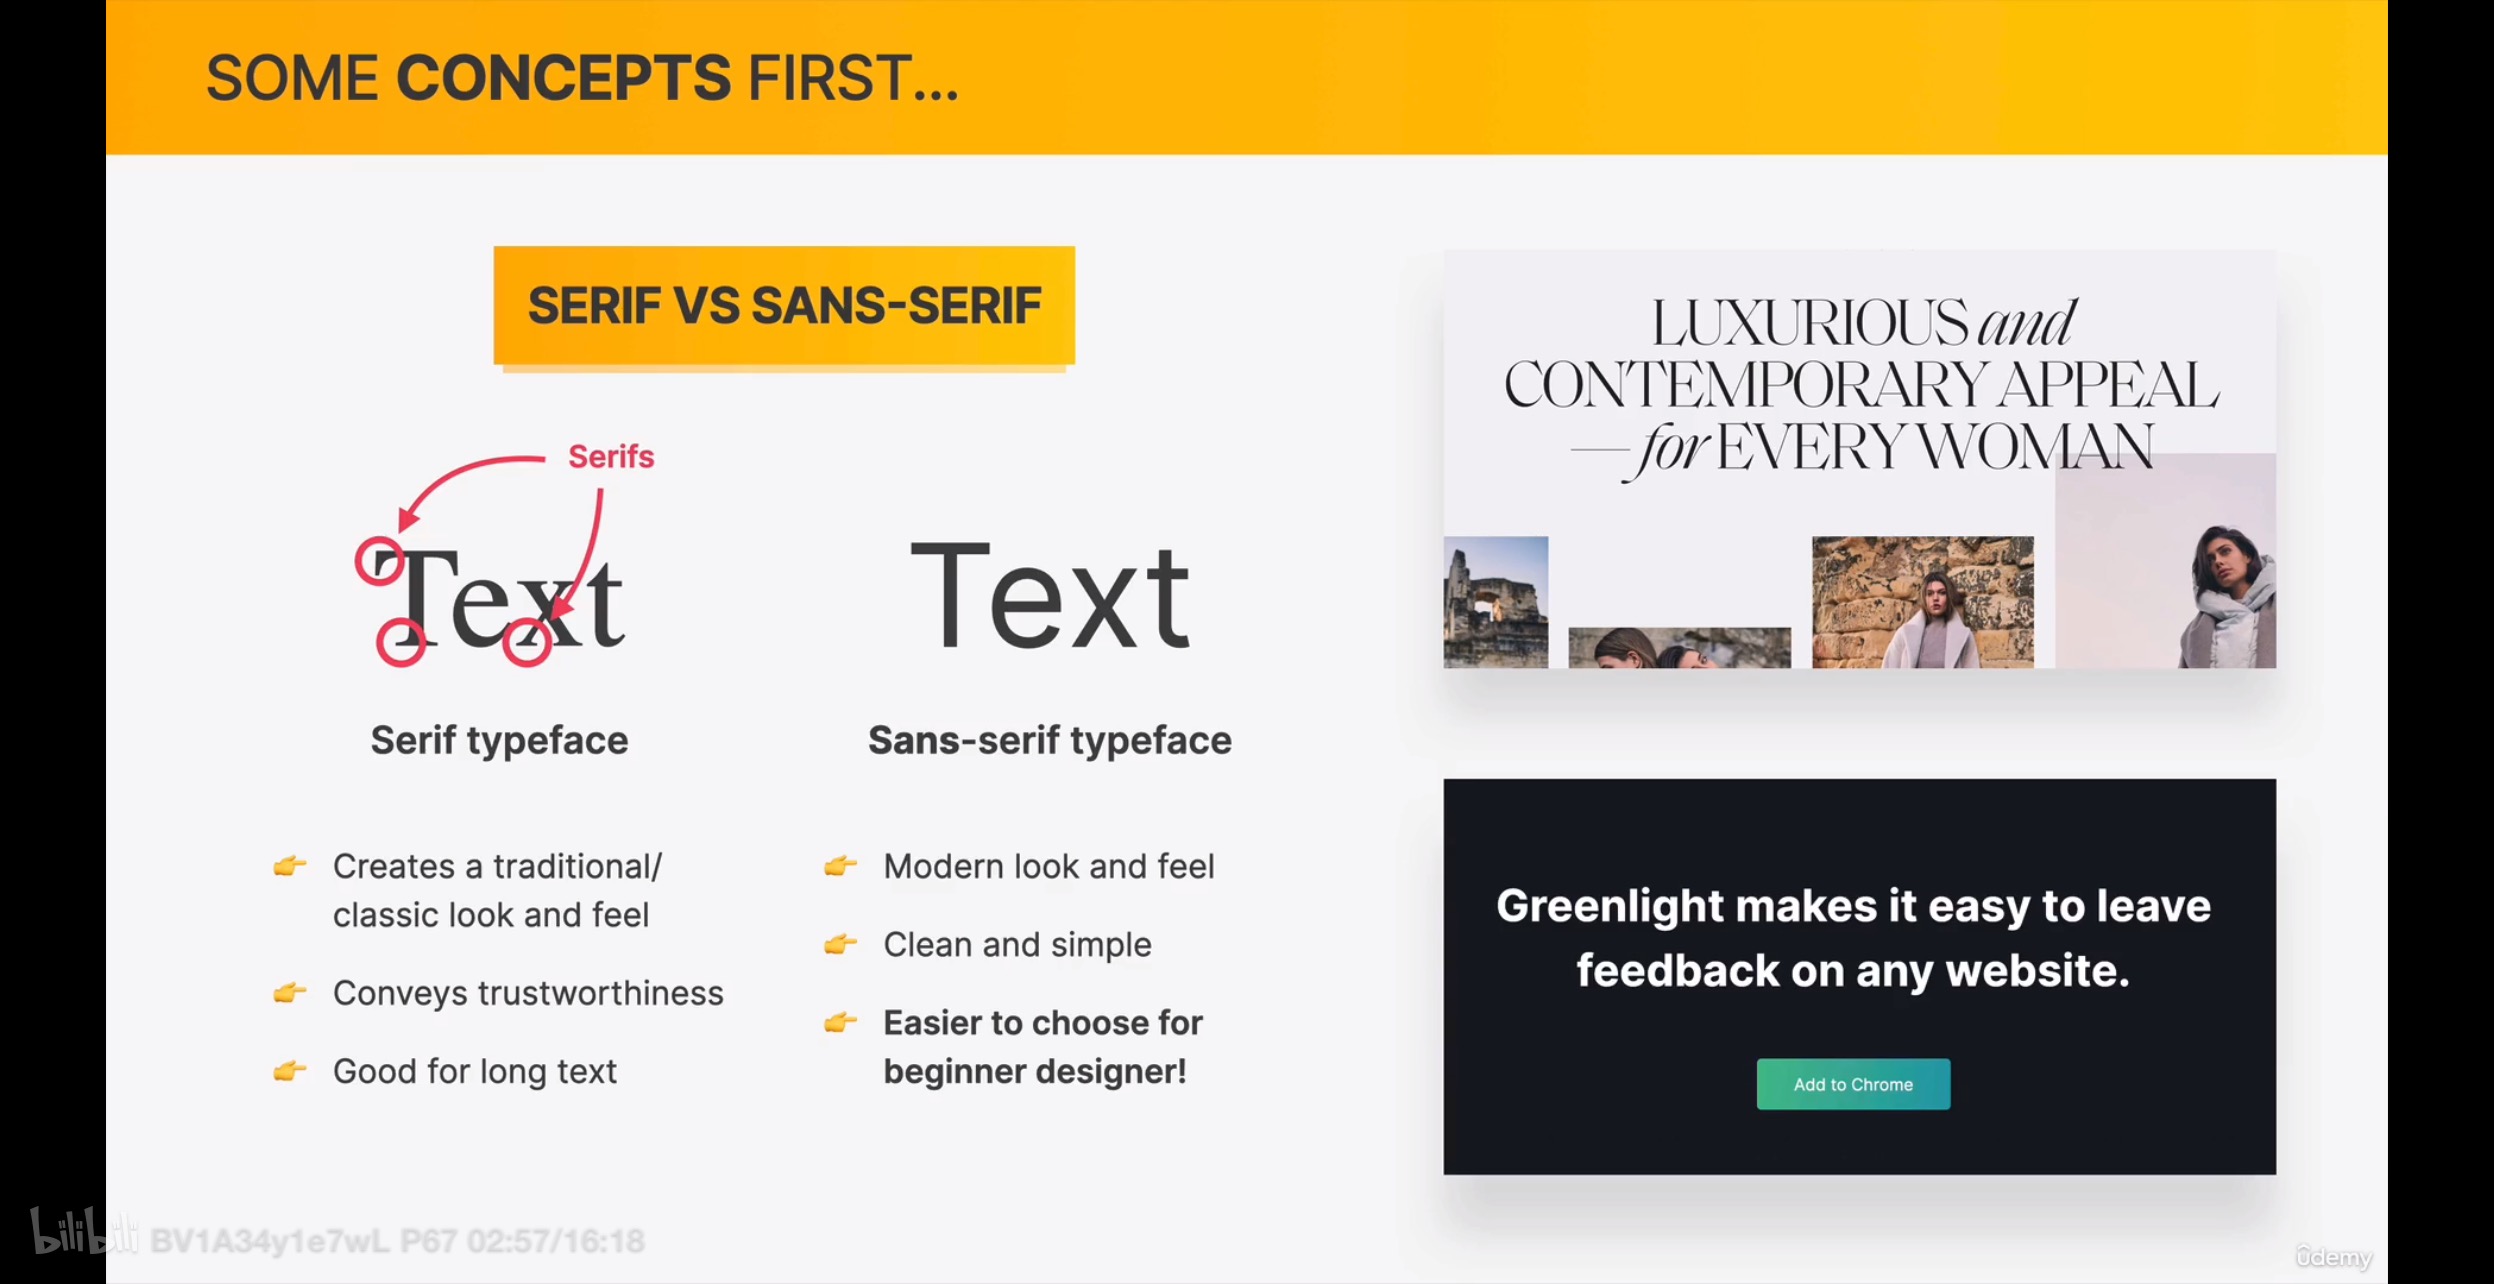 SOME CONCEPTS FIRST...
SERIF VS SANS-SERIF
Serifs
Text
Serif typeface
Creates a traditional/
classic look and feel
Conveys trustworthiness
Good for long text
Text
Sans-serif typeface
Modern look and feel
Clean and simple
Easier to choose for
beginner designer!
LUXURIOUS and
CONTEMPORARY APPEAL
— for EVERY WOMAN
Greenlight makes it easy to leave
feedback on any website.
Add to Chrome
bilibili BV1A34y1e7wL P67 02:57/16:18
ûdemy